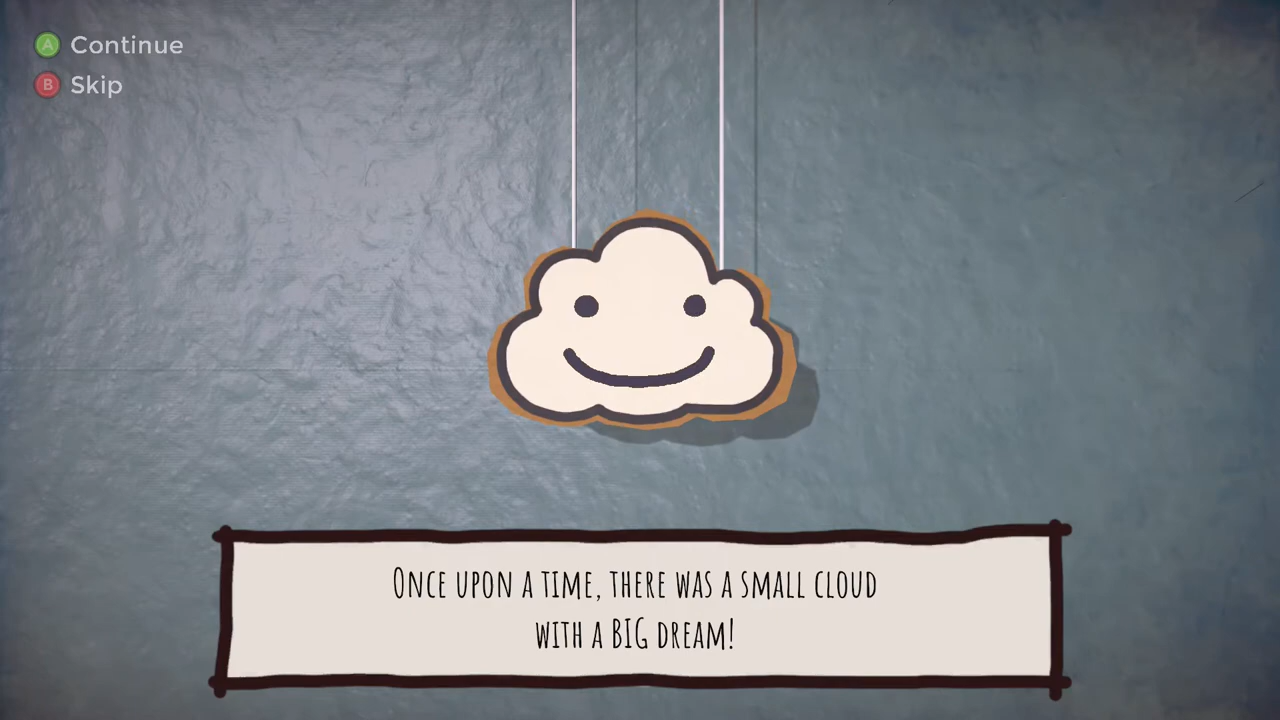 A Continue
B Skip
Once upon a time, there was a small cloud
with a BIG dream!